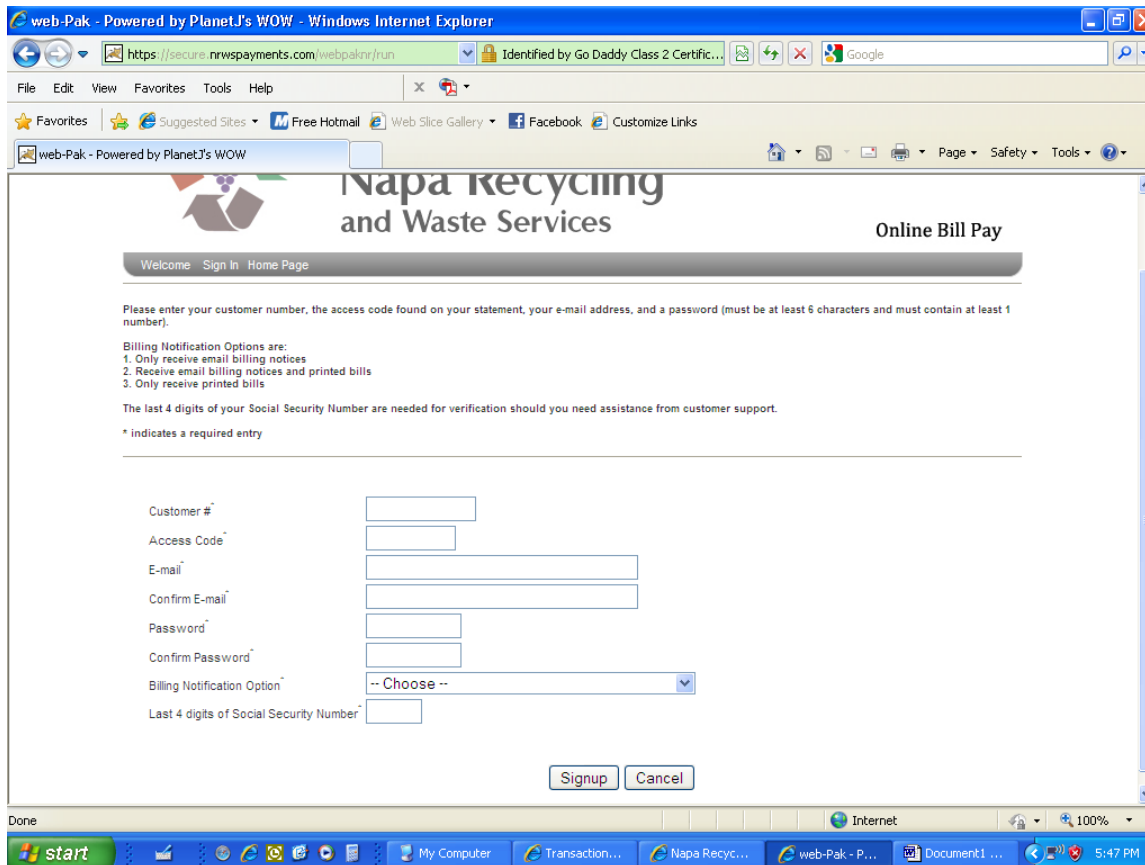 web-Pak - Powered by PlanetJ's WOW - Windows Internet Explorer
https://secure.nrwspayments.com/webpaknr/run
Identified by Go Daddy Class 2 Certific...
Google
File Edit View Favorites Tools Help
x
Favorites
Suggested Sites
Free Hotmail
Web Slice Gallery
Facebook
Customize Links
web-Pak - Powered by PlanetJ's WOW
Page Safety Tools
Napa Recycling
and Waste Services
Online Bill Pay
Welcome Sign In Home Page
Please enter your customer number, the access code found on your statement, your e-mail address, and a password (must be at least 6 characters and must contain at least 1
number).
Billing Notification Options are:
1. Only receive email billing notices
2. Receive email billing notices and printed bills
3. Only receive printed bills
The last 4 digits of your Social Security Number are needed for verification should you need assistance from customer support.
* indicates a required entry
Customer #*
Access Code*
E-mail*
Confirm E-mail*
Password*
Confirm Password*
Billing Notification Option*
-- Choose --
Last 4 digits of Social Security Number*
Signup
Cancel
Done
Internet
100%
start
My Computer
Transaction...
Napa Recyc...
web-Pak - P...
Document1 ...
5:47 PM